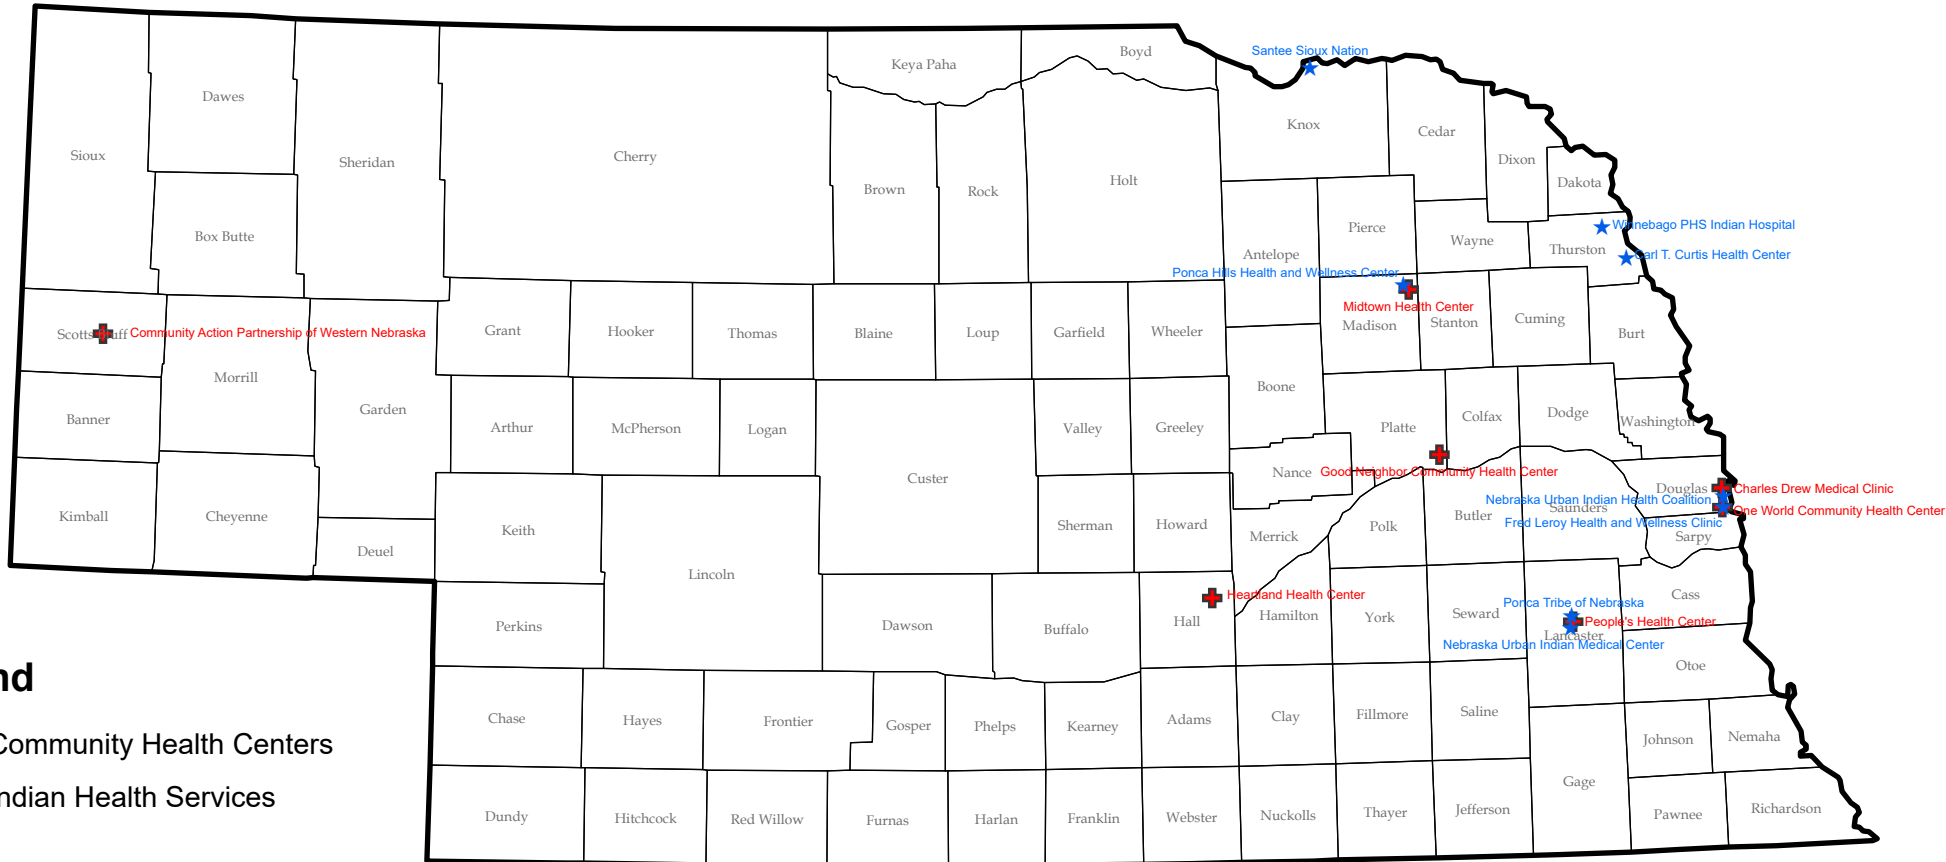 Santee Sioux Nation
Boyd
Keya Paha
Dawes
Knox
Cedar
Sioux
Sheridan
Cherry
Dixon
Brown
Rock
Holt
Dakota
Box Butte
Pierce
Wayne
Winnebago PHS Indian Hospital
Antelope
Thurston
Carl T. Curtis Health Center
Ponca Hills Health and Wellness Center
Midtown Health Center
Madison
Stanton
Cuming
Burt
Community Action Partnership of Western Nebraska
Grant
Hooker
Thomas
Blaine
Loup
Garfield
Wheeler
Morrill
Boone
Banner
Garden
Arthur
McPherson
Logan
Valley
Greeley
Platte
Colfax
Dodge
Washington
Nance
Good Neighbor Community Health Center
Custer
Douglas
Charles Drew Medical Clinic
Nebraska Urban Indian Health Coalition
Saunders
One World Community Health Center
Fred Leroy Health and Wellness Clinic
Kimball
Cheyenne
Keith
Sherman
Howard
Merrick
Polk
Butler
Sarpy
Deuel
Lincoln
Heartland Health Center
Ponca Tribe of Nebraska
Cass
Perkins
Dawson
Buffalo
Hall
Hamilton
York
Seward
People's Health Center
Lancaster
Nebraska Urban Indian Medical Center
Otoe
nd
Chase
Hayes
Frontier
Gosper
Phelps
Kearney
Adams
Clay
Fillmore
Saline
Johnson
Nemaha
Community Health Centers
Gage
ndian Health Services
Dundy
Hitchcock
Red Willow
Furnas
Harlan
Franklin
Webster
Nuckolls
Thayer
Jefferson
Pawnee
Richardson